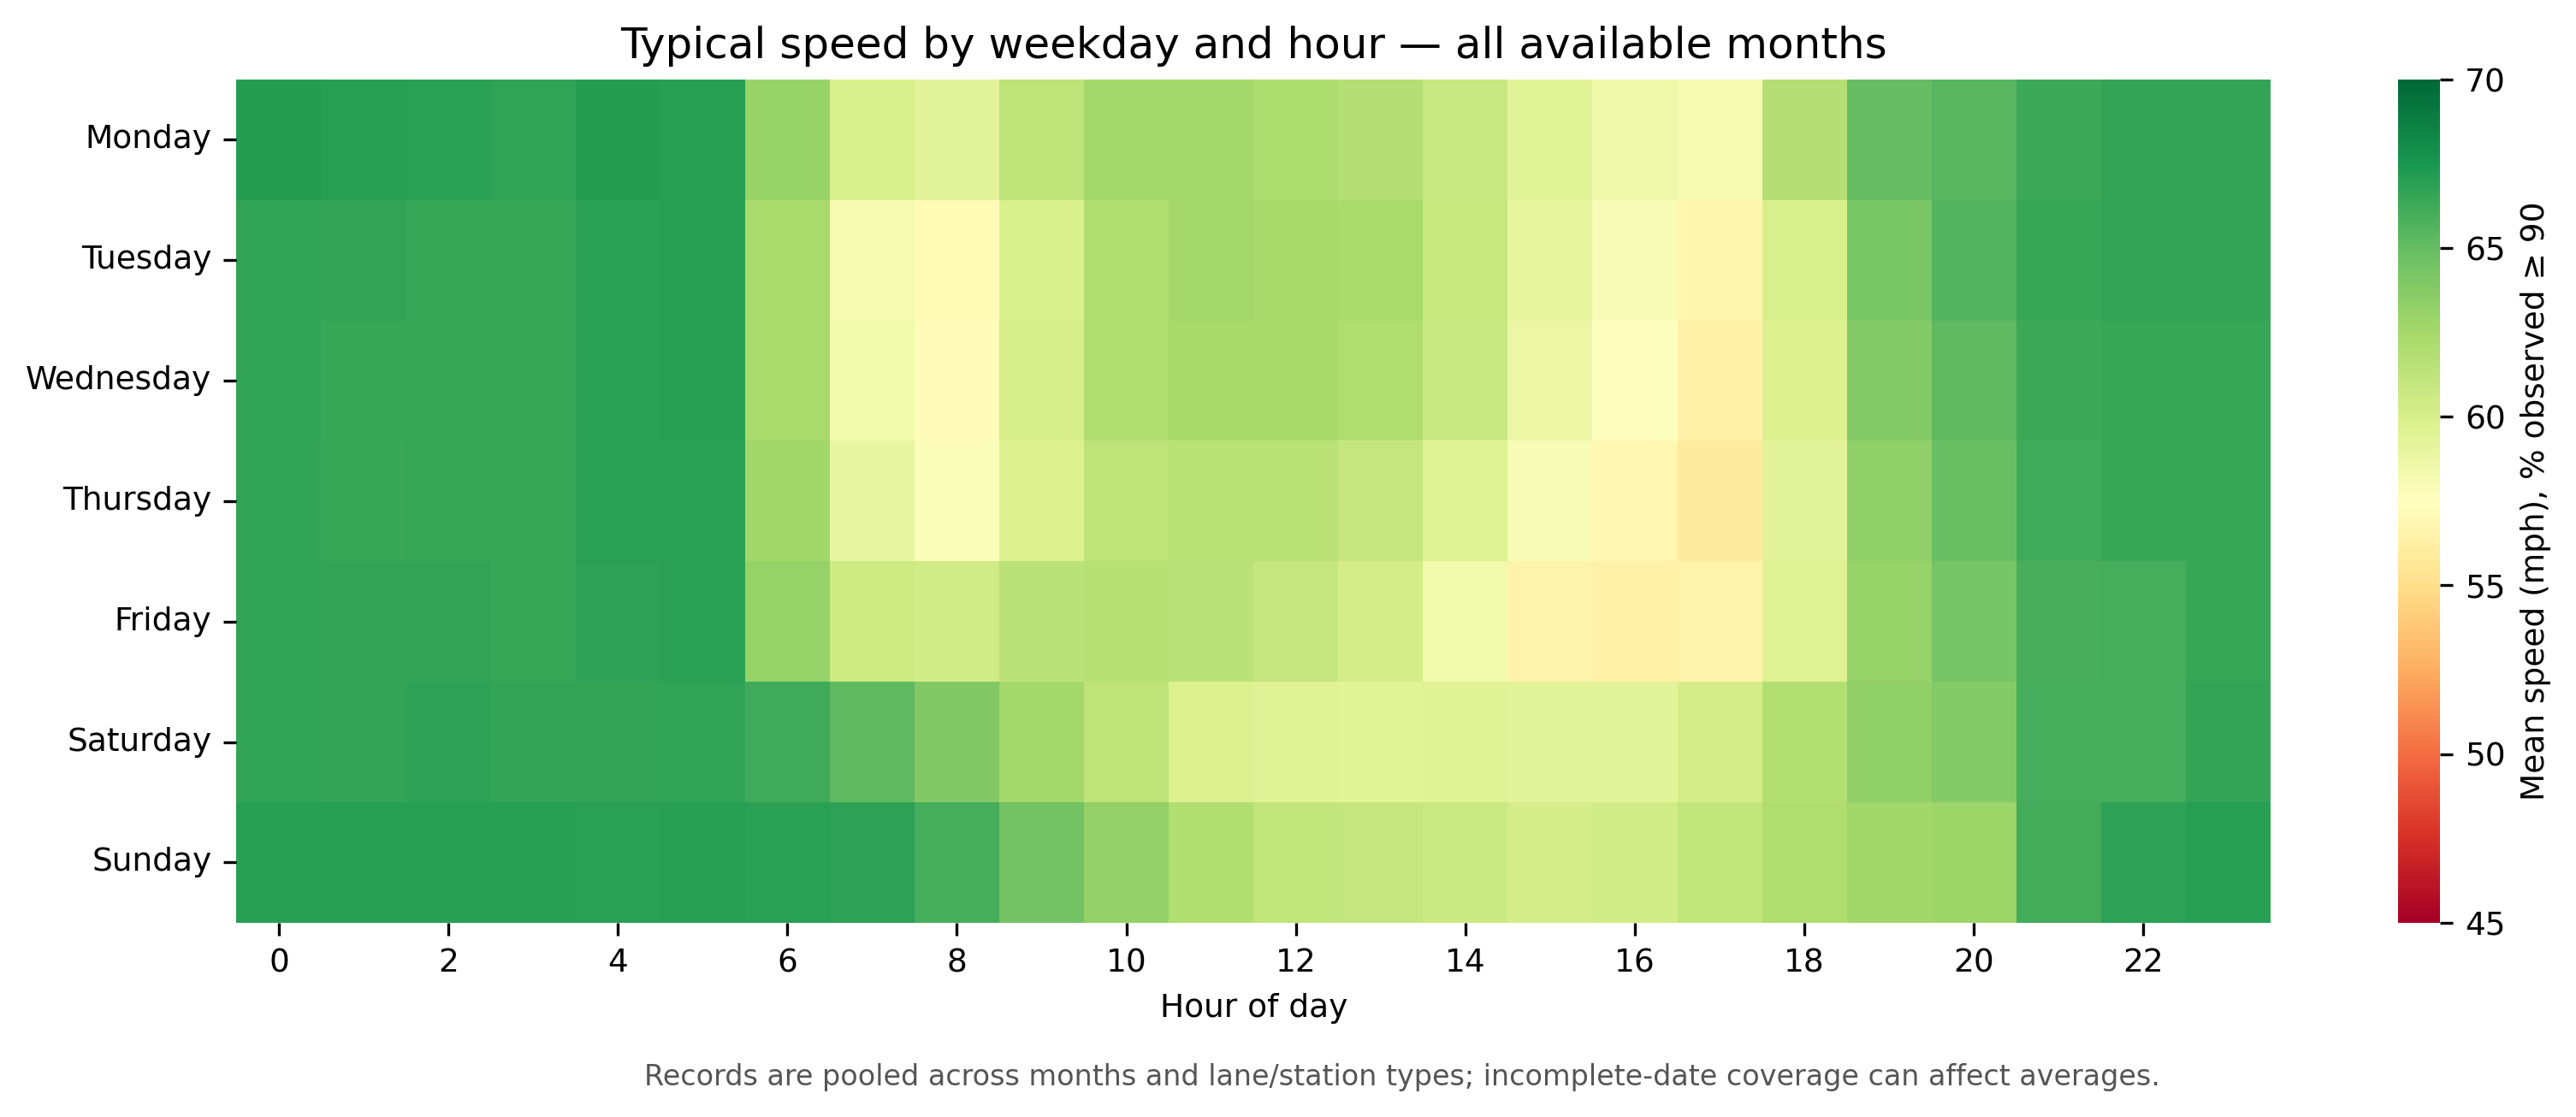 Typical speed by weekday and hour — all available months
Monday
Tuesday
Wednesday
Thursday
Friday
Saturday
Sunday
0 2 4 6 8 10 12 14 16 18 20 22
Hour of day
70
65
60
55
50
45
Mean speed (mph), % observed ≥ 90
Records are pooled across months and lane/station types; incomplete-date coverage can affect averages.